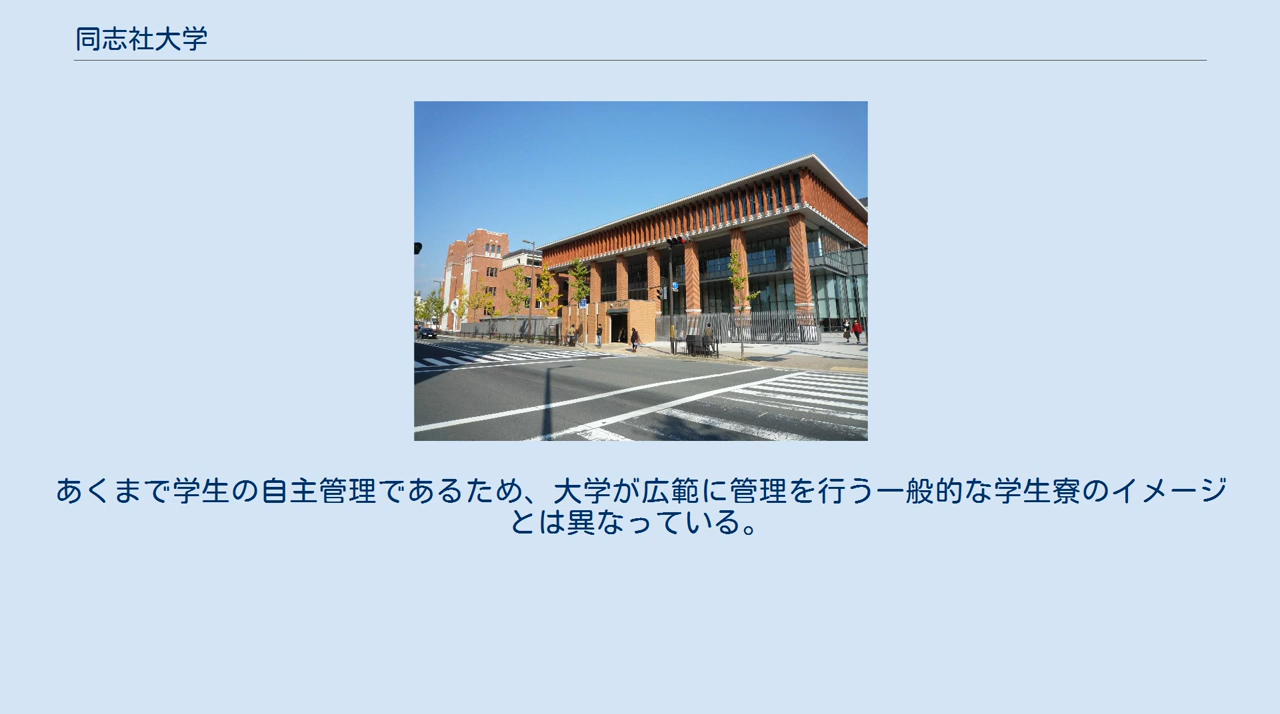 同志社大学
あくまで学生の自主管理であるため、大学が広範に管理を行う一般的な学生寮のイメージ
とは異なっている。